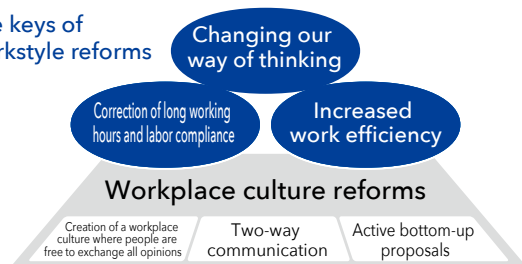 keys of
workstyle reforms
Changing our
way of thinking
Correction of long working
hours and labor compliance
Increased
work efficiency
Workplace culture reforms
Creation of a workplace
culture where people are
free to exchange all opinions
Two-way
communication
Active bottom-up
proposals